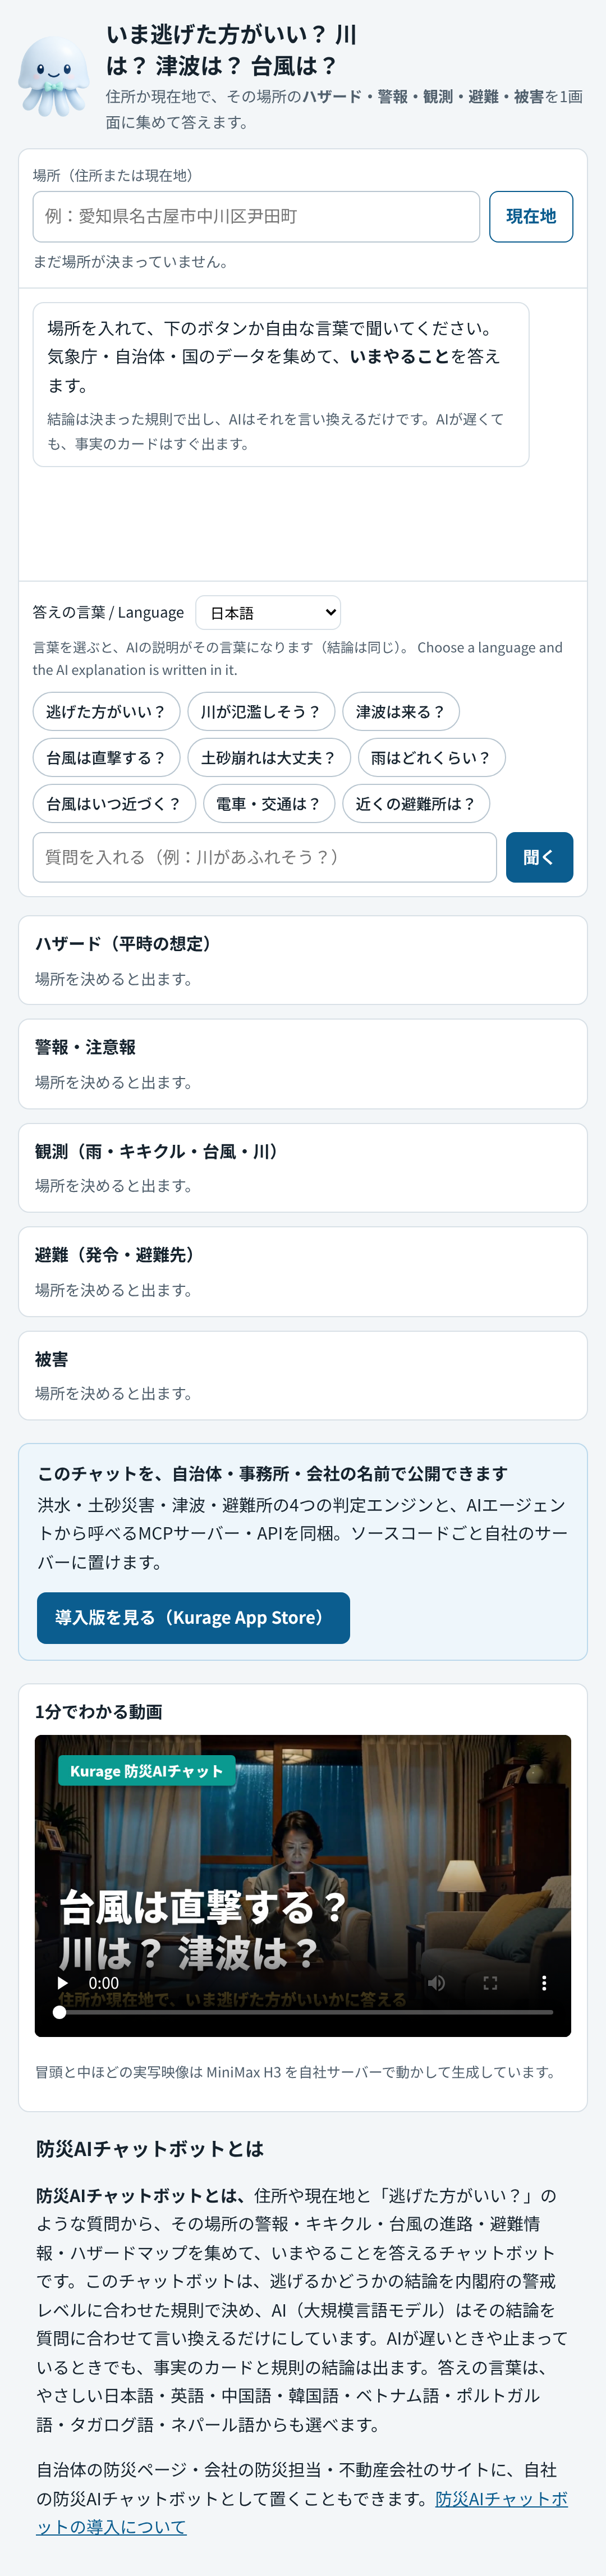 いま逃げた方がいい？ 川
は？ 津波は？ 台風は？
住所か現在地で、その場所のハザード・警報・観測・避難・被害を1画
面に集めて答えます。
場所（住所または現在地）
例：愛知県名古屋市中川区尹田町
現在地
まだ場所が決まっていません。
場所を入れて、下のボタンか自由な言葉で聞いてください。
気象庁・自治体・国のデータを集めて、いまやることを答え
ます。
結論は決まった規則で出し、AIはそれを言い換えるだけです。AIが遅くて
も、事実のカードはすぐ出ます。
答えの言葉 / Language
日本語
言葉を選ぶと、AIの説明がその言葉になります（結論は同じ）。 Choose a language and
the AI explanation is written in it.
逃げた方がいい？
川が氾濫しそう？
津波は来る？
台風は直撃する？
土砂崩れは大丈夫？
雨はどれくらい？
台風はいつ近づく？
電車・交通は？
近くの避難所は？
質問を入れる（例：川があふれそう？）
聞く
ハザード（平時の想定）
場所を決めると出ます。
警報・注意報
場所を決めると出ます。
観測（雨・キキクル・台風・川）
場所を決めると出ます。
避難（発令・避難先）
場所を決めると出ます。
被害
場所を決めると出ます。
このチャットを、自治体・事務所・会社の名前で公開できます
洪水・土砂災害・津波・避難所の4つの判定エンジンと、AIエージェン
トから呼べるMCPサーバー・APIを同梱。ソースコードごと自社のサー
バーに置けます。
導入版を見る（Kurage App Store）
1分でわかる動画
Kurage 防災AIチャット
台風は直撃する？
川は？ 津波は？
住所か現在地で、いま逃げた方がいいかに答える
0:00
冒頭と中ほどの実写映像は MiniMax H3 を自社サーバーで動かして生成しています。
防災AIチャットボットとは
防災AIチャットボットとは、住所や現在地と「逃げた方がいい？」の
ような質問から、その場所の警報・キキクル・台風の進路・避難情
報・ハザードマップを集めて、いまやることを答えるチャットボット
です。このチャットボットは、逃げるかどうかの結論を内閣府の警戒
レベルに合わせた規則で決め、AI（大規模言語モデル）はその結論を
質問に合わせて言い換えるだけにしています。AIが遅いときや止まって
いるときでも、事実のカードと規則の結論は出ます。答えの言葉は、
やさしい日本語・英語・中国語・韓国語・ベトナム語・ポルトガル
語・タガログ語・ネパール語からも選べます。
自治体の防災ページ・会社の防災担当・不動産会社のサイトに、自社
の防災AIチャットボットとして置くこともできます。防災AIチャットボ
ットの導入について